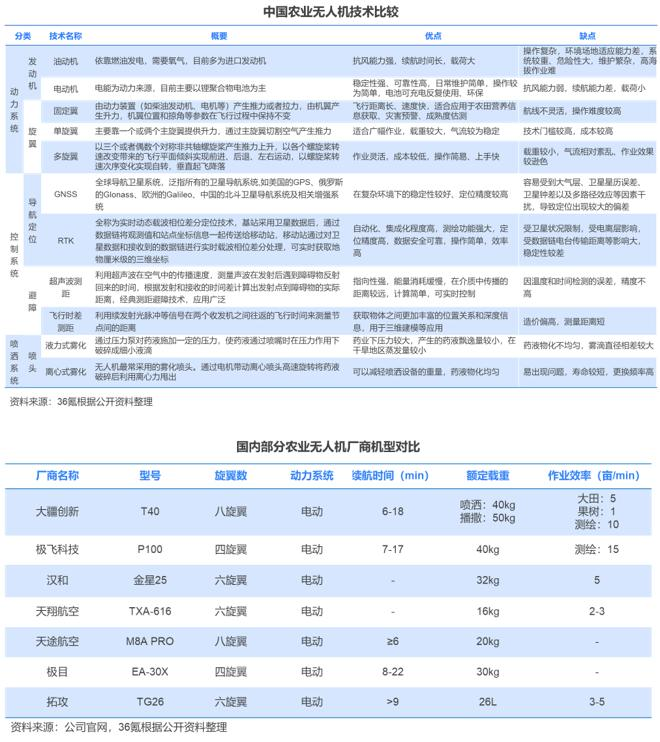 中国农业无人机技术比较
分类 技术名称 概要 优点 缺点
动力系统 发动机 油动机 依靠燃油发电，需要氧气，目前多为进口发动机 抗风能力强，续航时间长，载荷大 操作复杂，环境场地适应能力差，系统较重、危险性大，维护繁杂，高海拔作业难
电动机 电能为动力来源，目前主要以锂聚合物电池为主 稳定性强、可靠性高，日常维护简单，操作较为简单，电池可充电反复使用、环保 抗风能力弱，续航能力差，载荷小
旋翼 固定翼 由动力装置（如柴油发动机、电机等）产生推力或者拉力，由机翼产生升力，机翼位置和掠角等参数在飞行过程中保持不变 飞行距离长、速度快，适合应用于农田营养信息获取、灾害预警、成熟度估测 航线不灵活，操作难度较高
单旋翼 主要靠一个或俩个主旋翼提供升力，通过主旋翼切割空气产生推力 适合广幅作业，载重较大，气流较为稳定 技术门槛较高，成本较高
多旋翼 以三个或者偶数个对称非共轴螺旋桨产生推力上升，以各个螺旋桨转速改变带来的飞行平面倾斜实现前进、后退、左右运动，以螺旋桨转速次序变化实现自转，垂直起飞降落 作业灵活，成本较低，操作简易、上手快 载重较小，气流相对紊乱、作业效果较逊色
控制系统 导航定位 GNSS 全球导航卫星系统，泛指所有的卫星导航系统，如美国的GPS、俄罗斯的Glonass、欧洲的Galileo、中国的北斗卫星导航系统及相关增强系统 在复杂环境下的稳定性较好，定位精度较高 容易受到大气层、卫星星历误差、卫星钟差以及多路径效应等因素干扰，导致定位出现较大的偏差
RTK 全称为实时动态载波相位差分定位技术，基站采用卫星数据后，通过数据链将观测值和站点坐标信息一起传送给移动站，移动站通过对卫星数据和接收到的数据链进行实时载波相位差分处理，可实时获取地物厘米级的三维坐标 自动化、集成化程度高，测绘功能强大，定位精度高，数据安全可靠，操作简单，效率高 受卫星状况限制，受电离层影响，受数据链电台传输距离等影响大，稳定性较差
避障 超声波测距 利用超声波在空气中的传播速度，测量声波在发射后遇到障碍物反射回来的时间，根据发射和接收的时间差计算出发射点到障碍物的实际距离，经典测距避障技术，应用广泛 指向性强，能量消耗缓慢，在介质中传播的距离较远，计算简单，可实时控制 因温度和时间检测的误差，精度不高
飞行时差测距 利用续发射光脉冲等信号在两个收发机之间往返的飞行时间来测量节点间的距离 获取物体之间更加丰富的位置关系和深度信息，用于三维建模等应用 造价偏高，测量距离短
喷洒系统 喷头 液力式雾化 通过压力泵对药液施加一定的压力，使药液通过喷嘴时在压力作用下破碎成细小液滴 药业下压力较大，产生的药液飘逸量较小，在干旱地区蒸发量较小 药液物化不均匀，雾滴直径相差较大
离心式雾化 无人机最常采用的雾化喷头。通过电机带动离心喷头高速旋转将药液破碎后利用离心力甩出 可以减轻喷洒设备的重量，药液物化均匀 易出现问题，寿命较短，更换频率高
资料来源：36氪根据公开资料整理
国内部分农业无人机厂商机型对比
厂商名称 型号 旋翼数 动力系统 续航时间（min） 额定载重 作业效率（亩/min）
大疆创新 T40 八旋翼 电动 6-18 喷洒：40kg 播撒：50kg 大田：5 果树：1 测绘：10
极飞科技 P100 四旋翼 电动 7-17 40kg 测绘：15
汉和 金星25 六旋翼 电动 - 32kg 5
天翔航空 TXA-616 六旋翼 电动 - 16kg 2-3
天途航空 M8A PRO 八旋翼 电动 ≥6 20kg -
极目 EA-30X 四旋翼 电动 8-22 30kg -
拓攻 TG26 六旋翼 电动 >9 26L 3-5
资料来源：公司官网，36氪根据公开资料整理